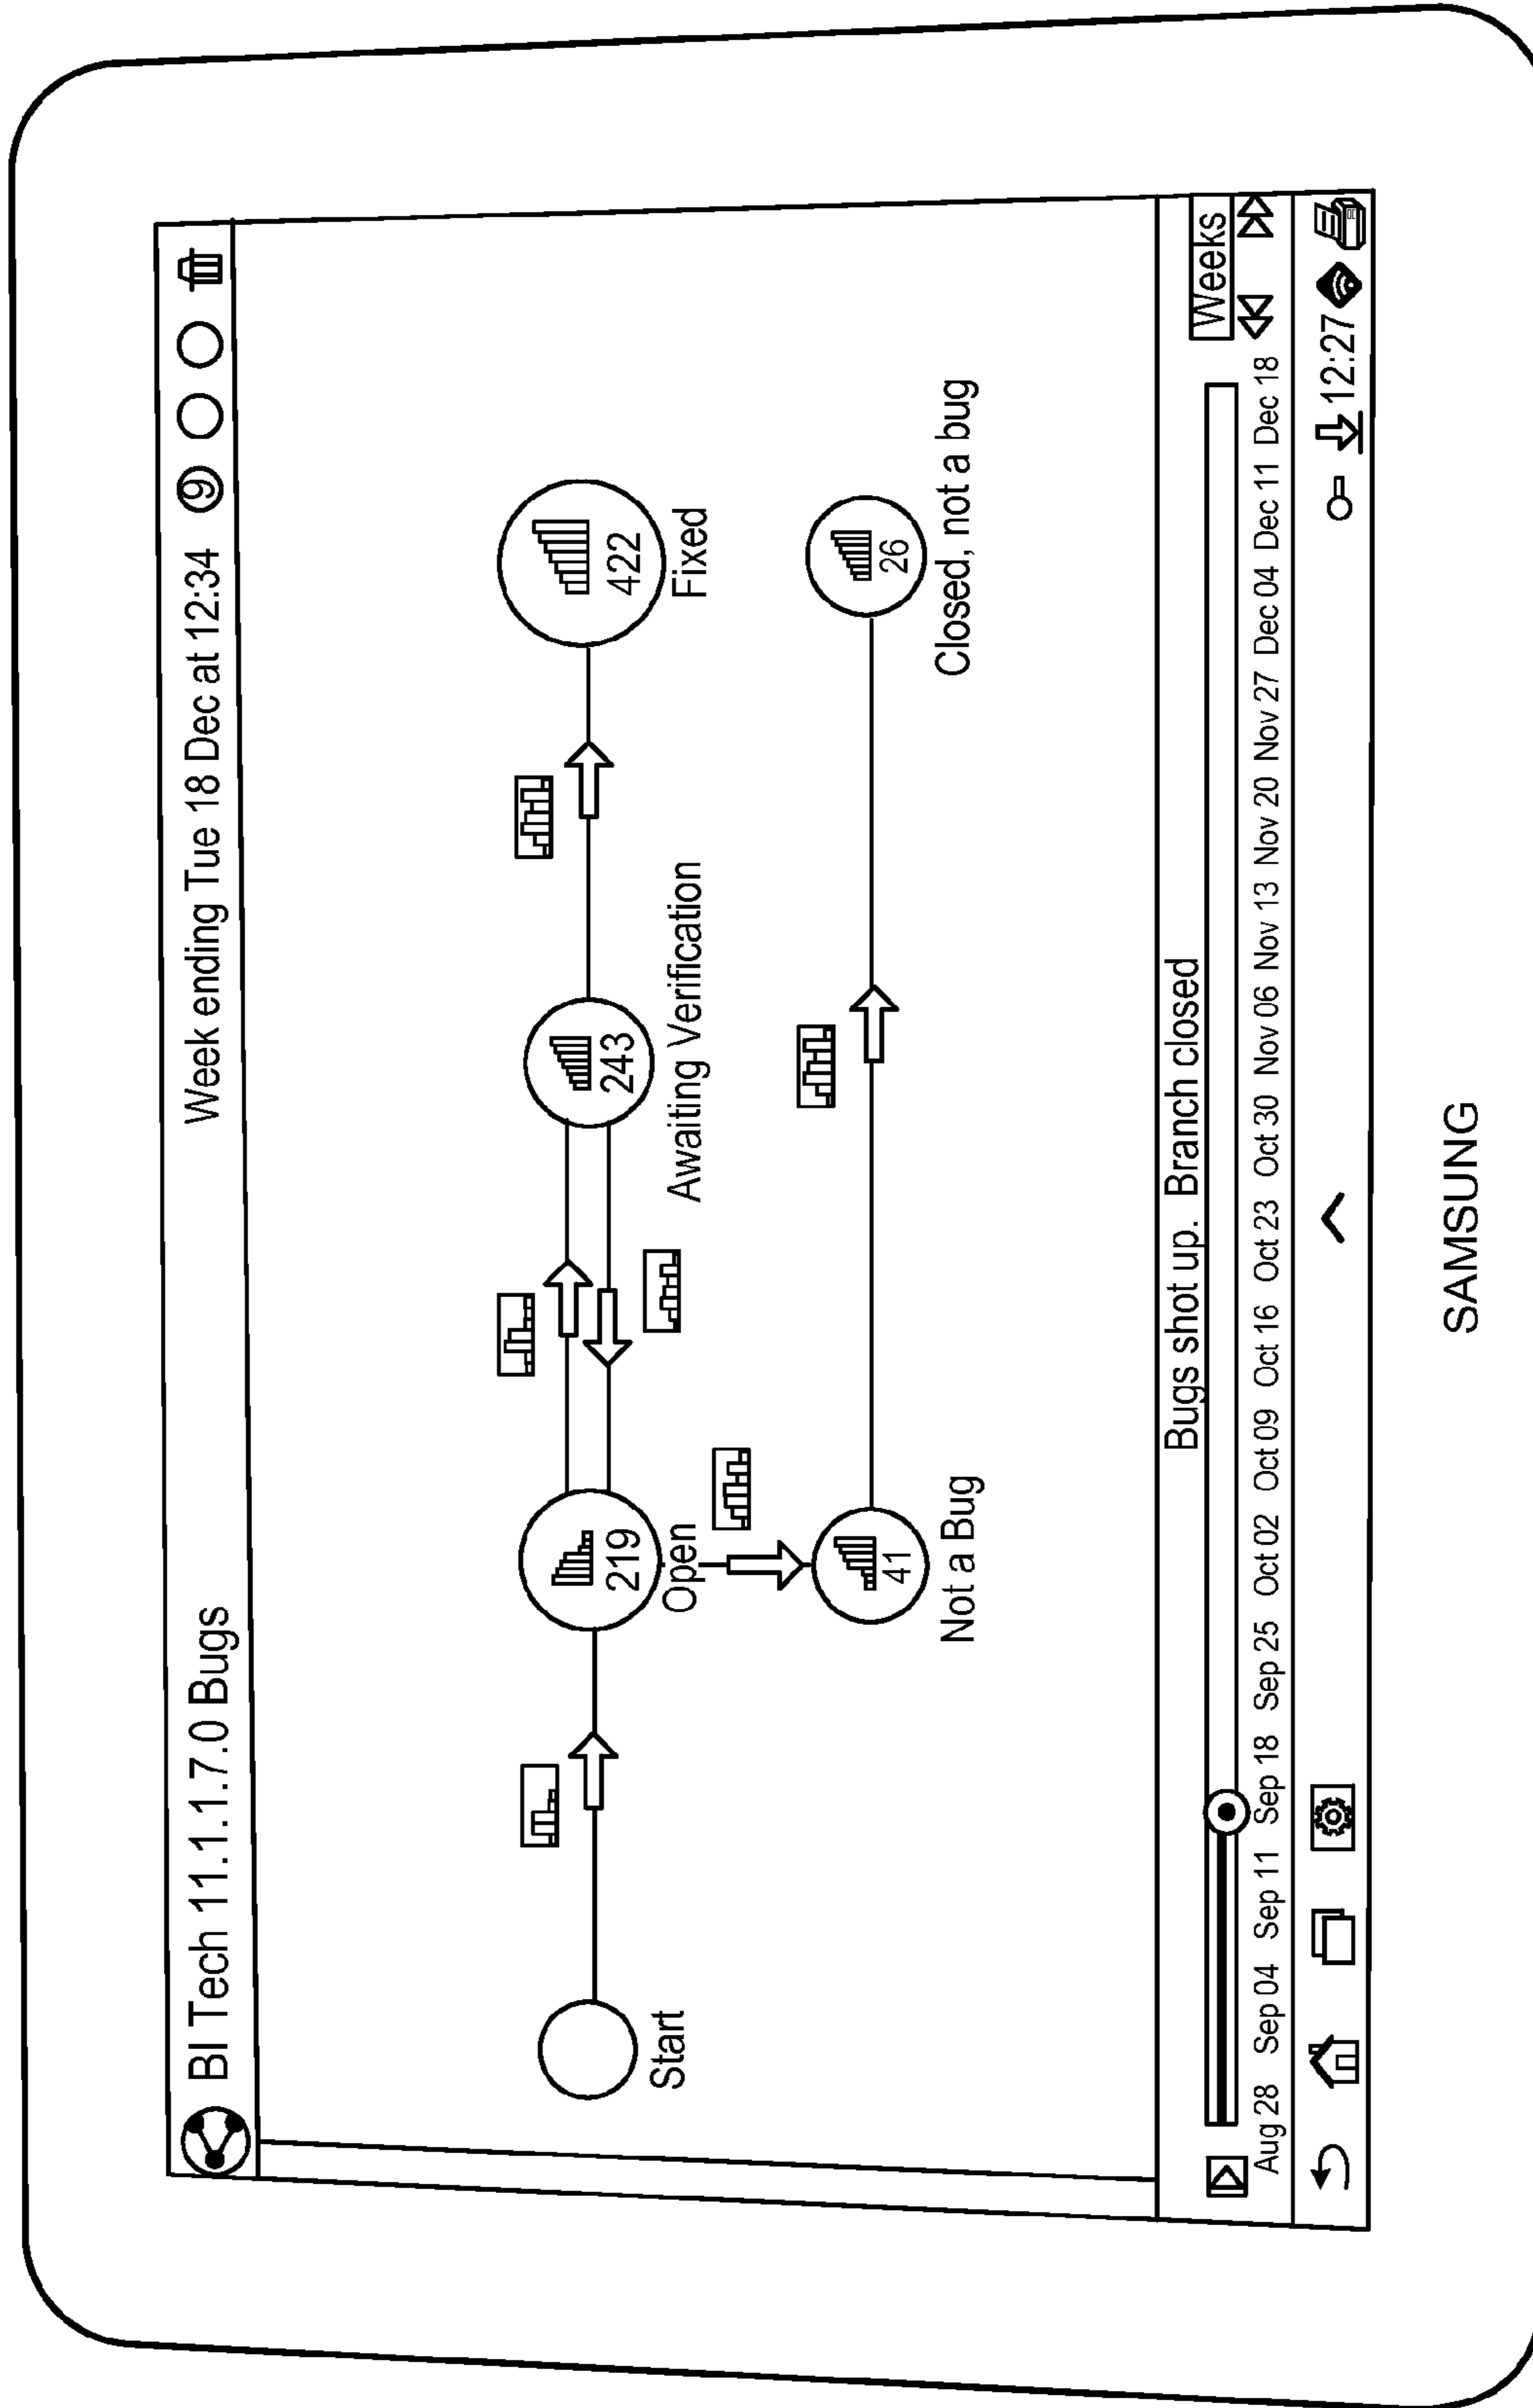 BI Tech 11.1.1.7.0 Bugs
Week ending Tue 18 Dec at 12:34
9
Start
219
Open
243
Awaiting Verification
422
Fixed
41
Not a Bug
26
Closed, not a bug
Bugs shot up. Branch closed
Weeks
Aug 28 Sep 04 Sep 11 Sep 18 Sep 25 Oct 02 Oct 09 Oct 16 Oct 23 Oct 30 Nov 06 Nov 13 Nov 20 Nov 27 Dec 04 Dec 11 Dec 18
12:27
SAMSUNG